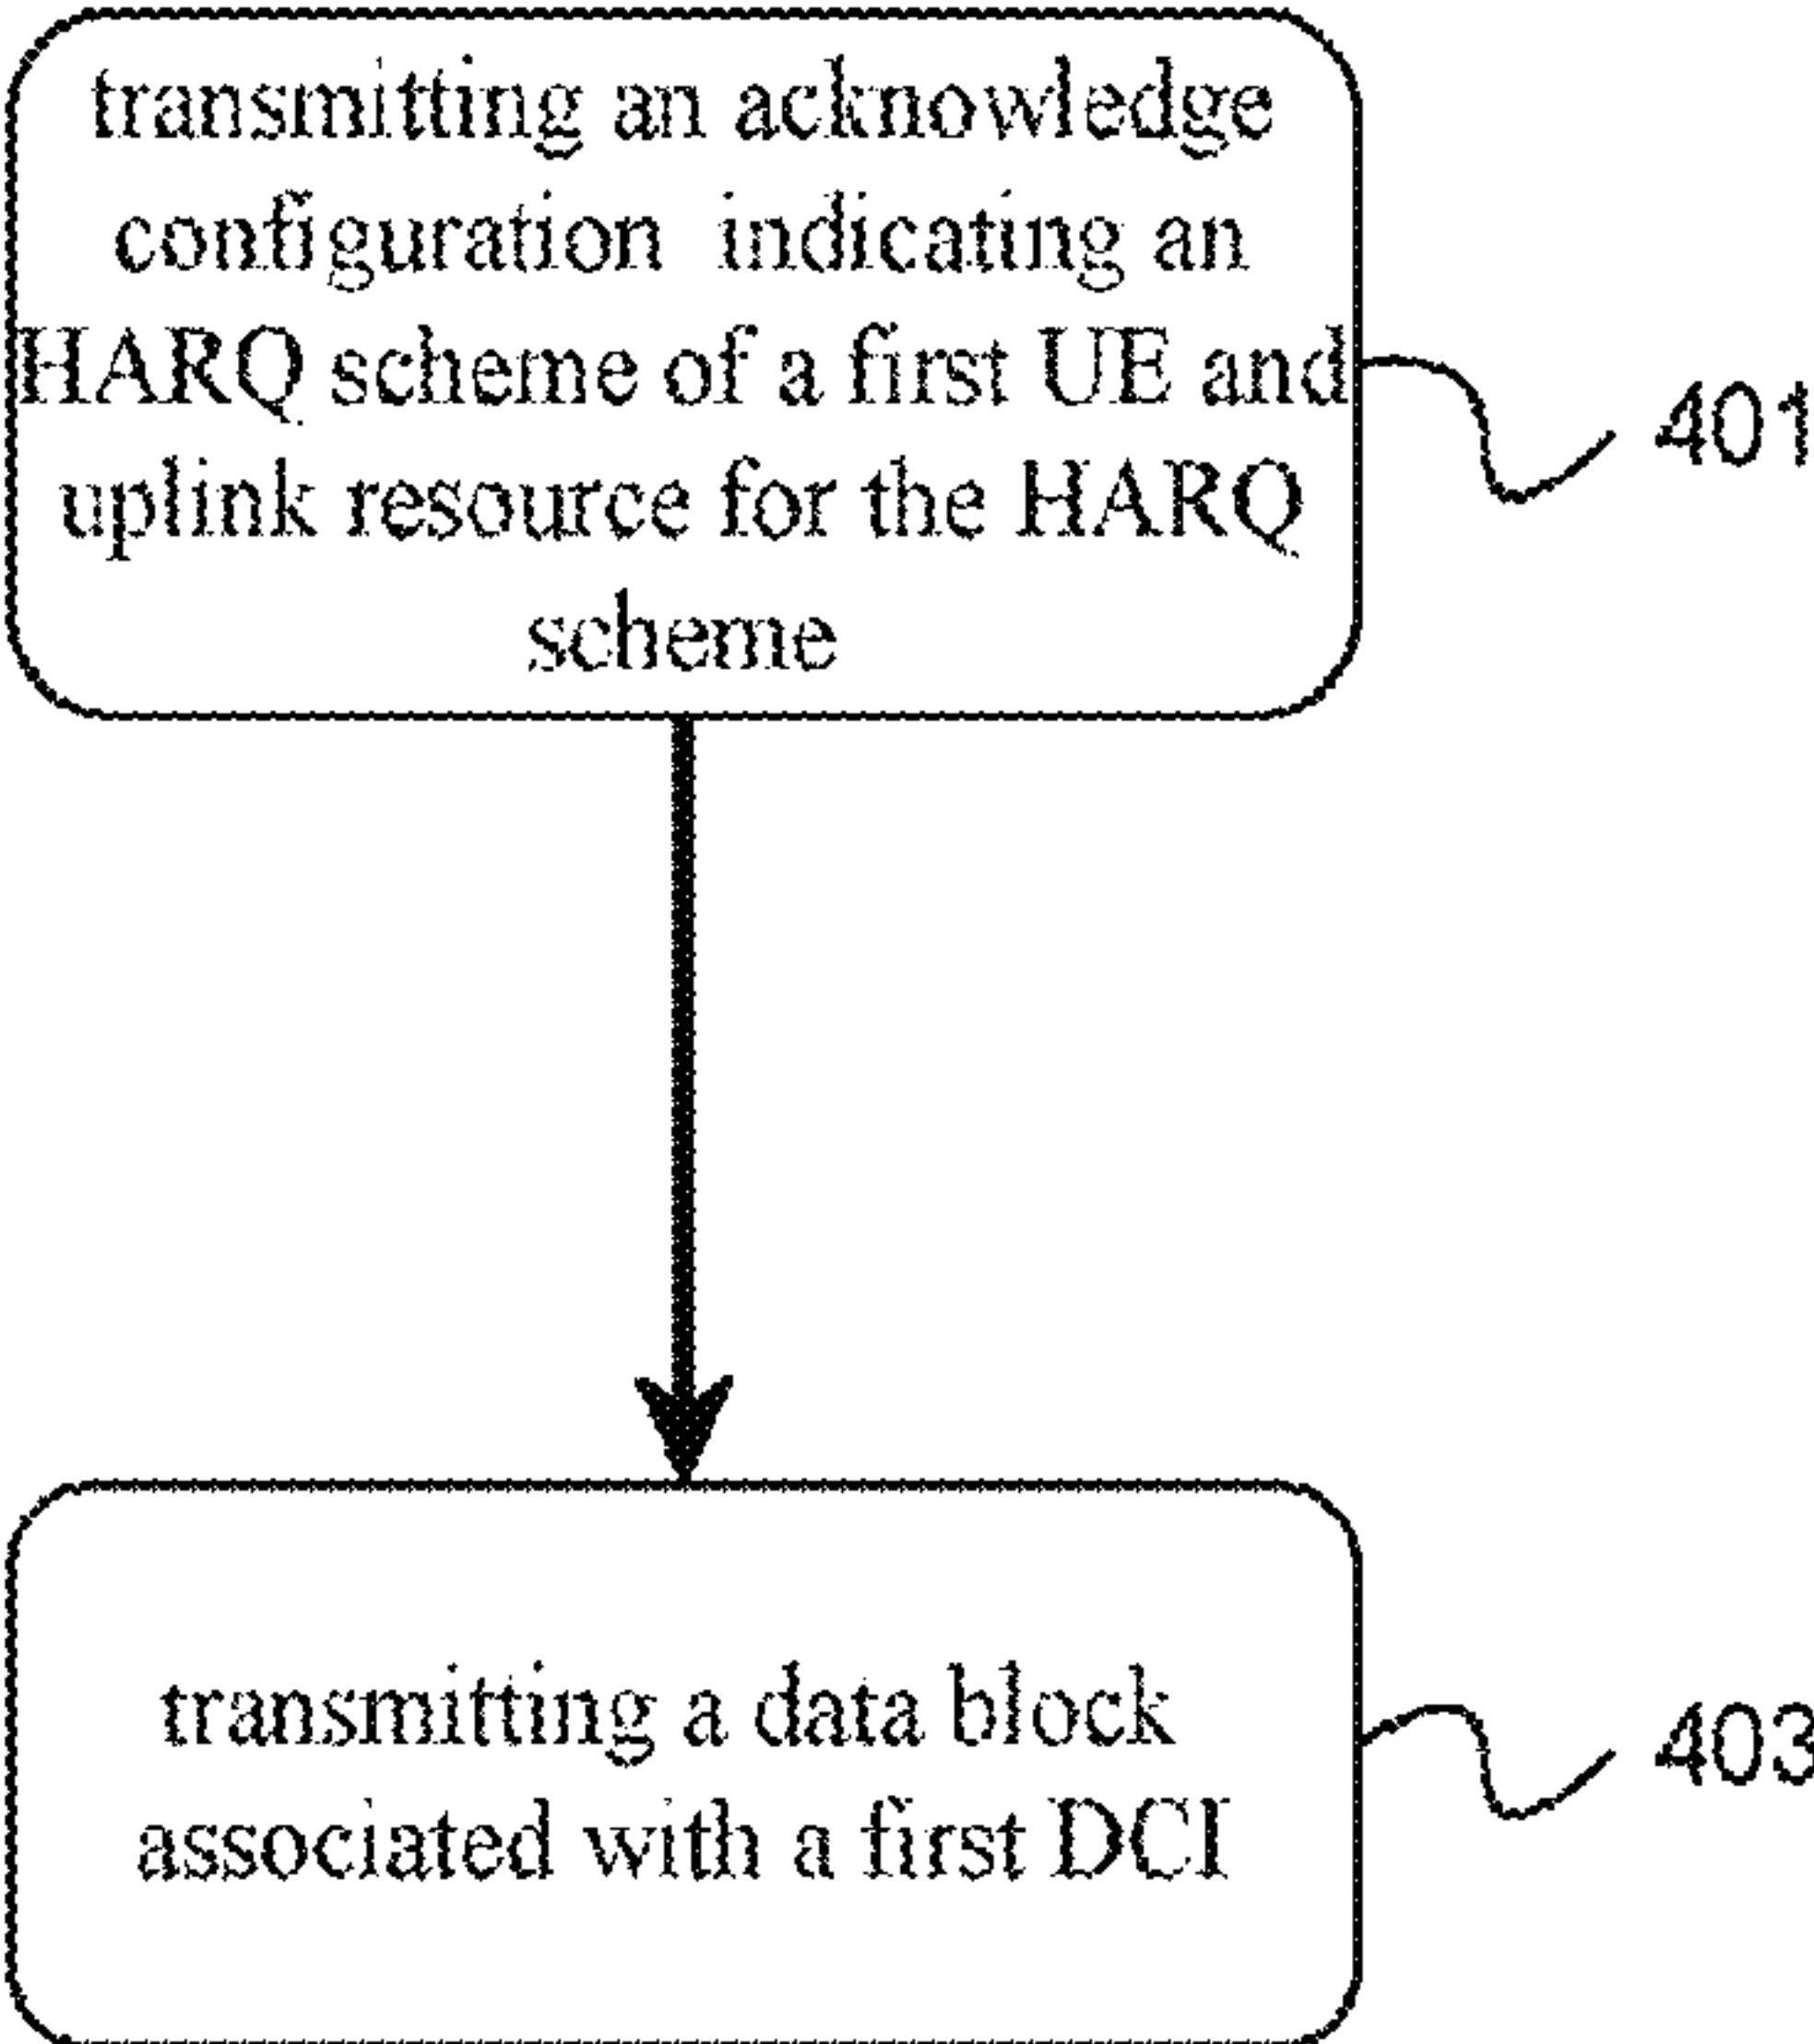 transmitting an acknowledge
configuration indicating an
HARQ scheme of a first UE and
uplink resource for the HARQ
scheme
401
transmitting a data block
associated with a first DCI
403